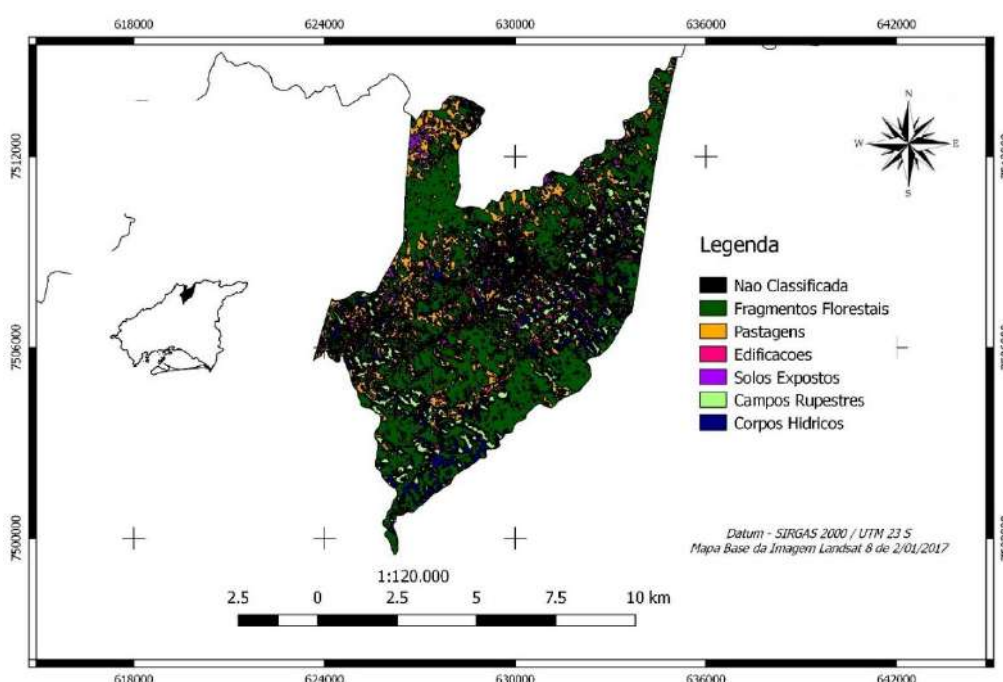 618000 624000 630000 636000 642000
N
W E
S
7512000
7506000
7500000
Legenda
Nao Classificada
Fragmentos Florestais
Pastagens
Edificacoes
Solos Expostos
Campos Rupestres
Corpos Hidricos
Datum - SIRGAS 2000 / UTM 23 S
Mapa Base da Imagem Landsat 8 de 2/01/2017
1:120.000
2.5 0 2.5 5 7.5 10 km
618000 624000 630000 636000 642000